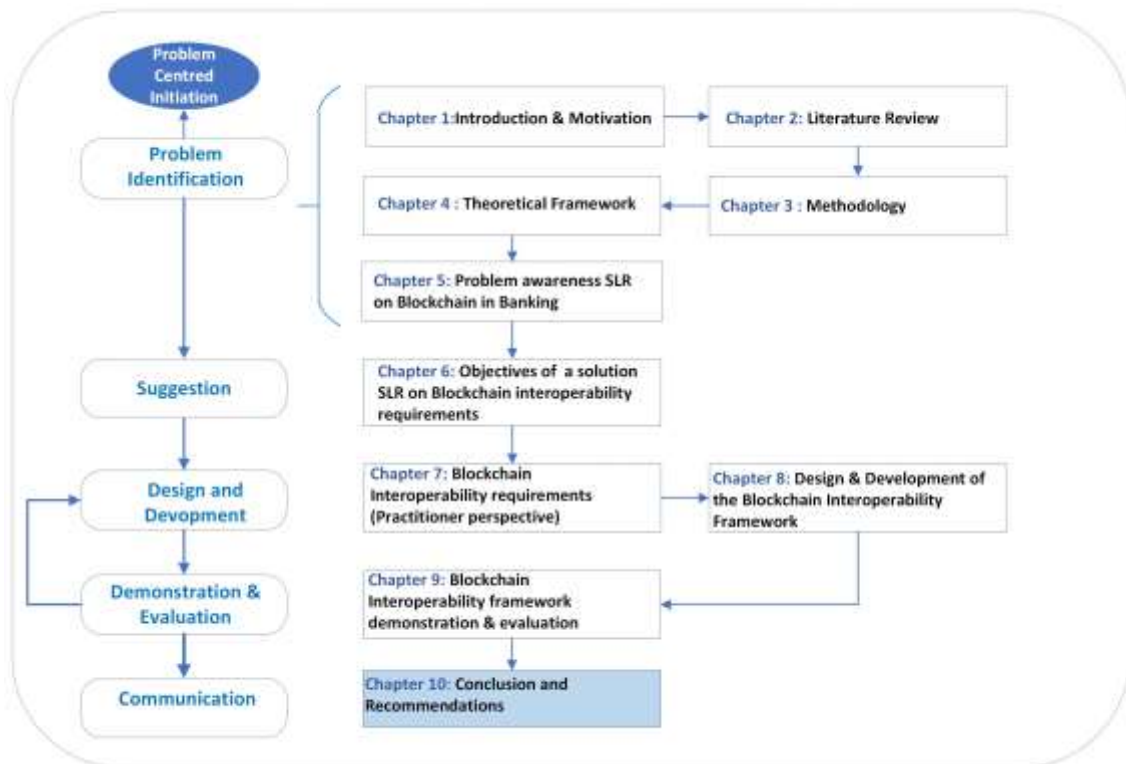 Problem
Centred
Initiation
Problem
Identification
Suggestion
Design and
Devopment
Demonstration &
Evaluation
Communication
Chapter 1:Introduction & Motivation
Chapter 2: Literature Review
Chapter 4 : Theoretical Framework
Chapter 3 : Methodology
Chapter 5: Problem awareness SLR
on Blockchain in Banking
Chapter 6: Objectives of a solution
SLR on Blockchain interoperability
requirements
Chapter 7: Blockchain
Interoperability requirements
(Practitioner perspective)
Chapter 8: Design & Development of
the Blockchain Interoperability
Framework
Chapter 9: Blockchain
Interoperability framework
demonstration & evaluation
Chapter 10: Conclusion and
Recommendations